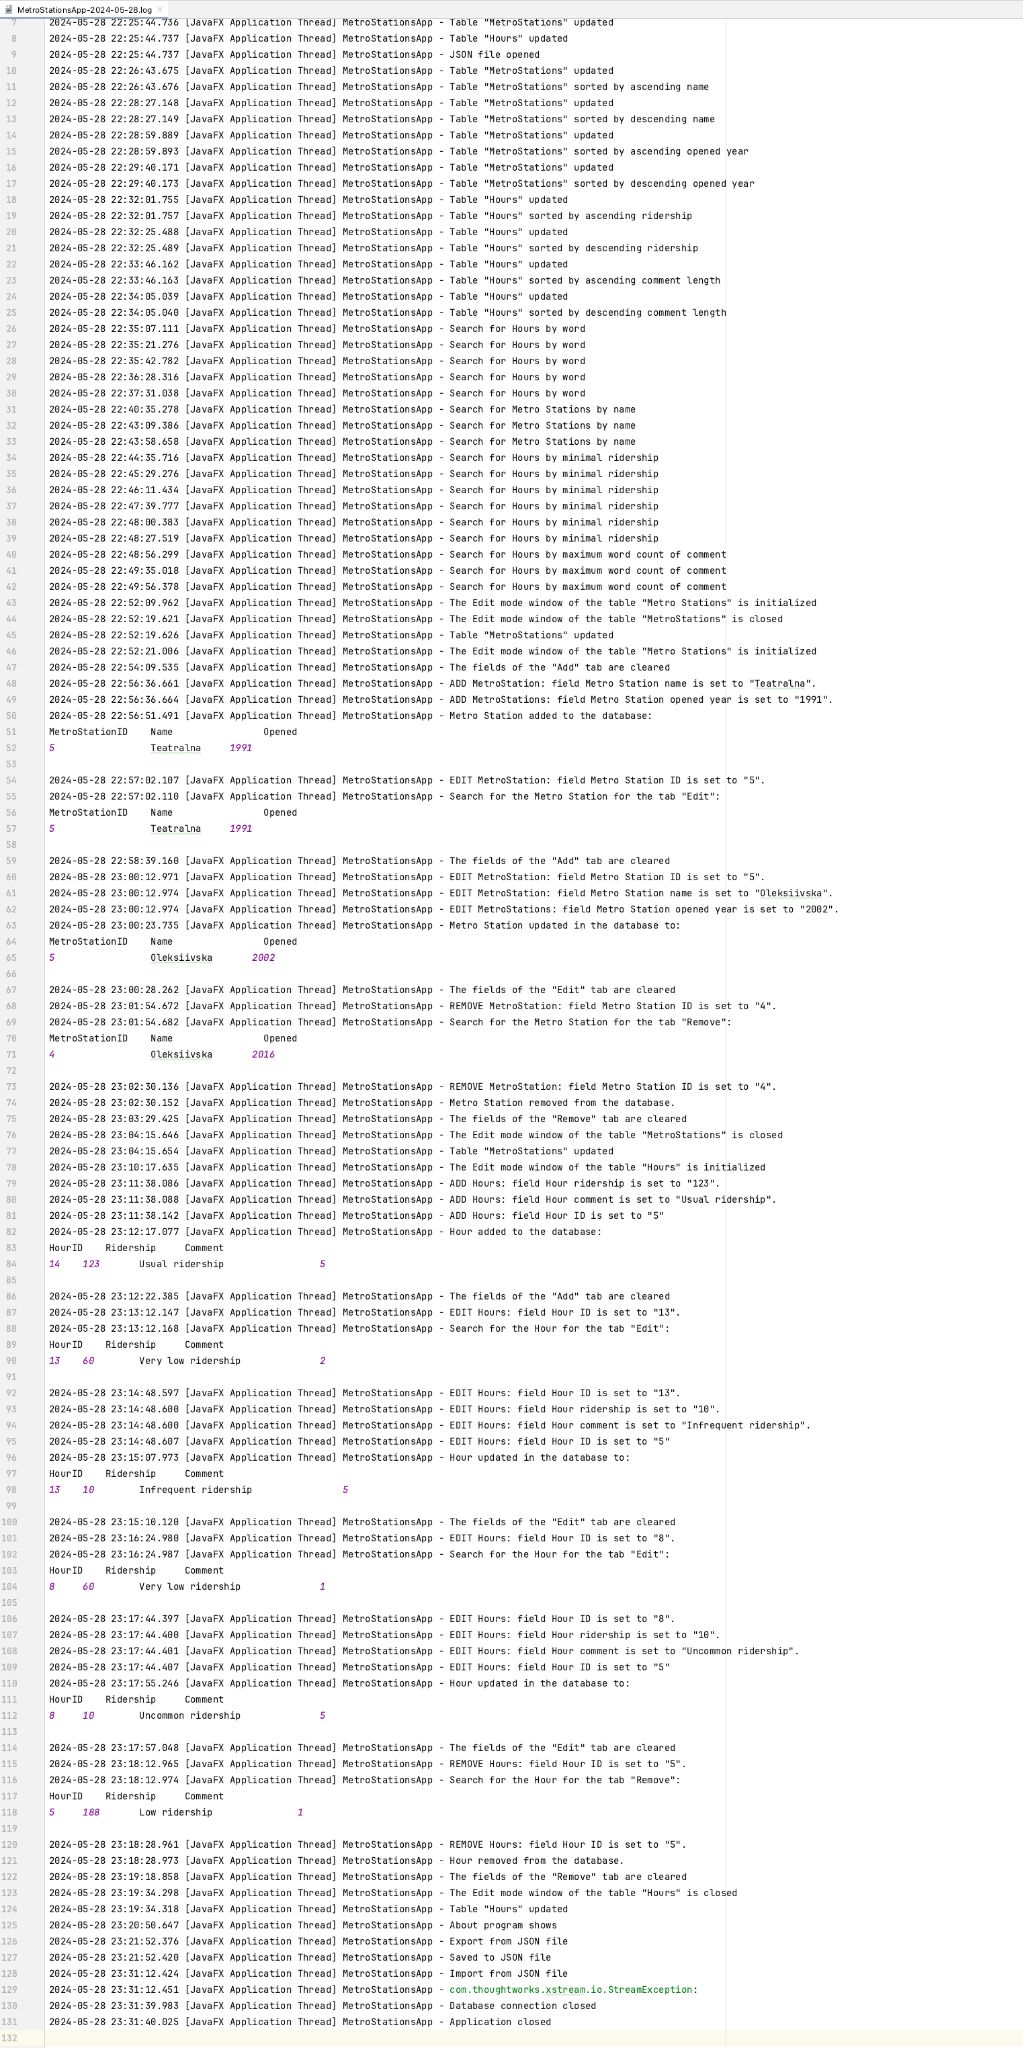 MetroStationsApp-2024-05-28.log
7 2024-05-28 22:25:44.736 [JavaFX Application Thread] MetroStationsApp - Table "MetroStations" updated
8 2024-05-28 22:25:44.737 [JavaFX Application Thread] MetroStationsApp - Table "Hours" updated
9 2024-05-28 22:25:44.737 [JavaFX Application Thread] MetroStationsApp - JSON file opened
10 2024-05-28 22:26:43.675 [JavaFX Application Thread] MetroStationsApp - Table "MetroStations" updated
11 2024-05-28 22:26:43.676 [JavaFX Application Thread] MetroStationsApp - Table "MetroStations" sorted by ascending name
12 2024-05-28 22:28:27.148 [JavaFX Application Thread] MetroStationsApp - Table "MetroStations" updated
13 2024-05-28 22:28:27.149 [JavaFX Application Thread] MetroStationsApp - Table "MetroStations" sorted by descending name
14 2024-05-28 22:28:59.889 [JavaFX Application Thread] MetroStationsApp - Table "MetroStations" updated
15 2024-05-28 22:28:59.893 [JavaFX Application Thread] MetroStationsApp - Table "MetroStations" sorted by ascending opened year
16 2024-05-28 22:29:40.171 [JavaFX Application Thread] MetroStationsApp - Table "MetroStations" updated
17 2024-05-28 22:29:40.173 [JavaFX Application Thread] MetroStationsApp - Table "MetroStations" sorted by descending opened year
18 2024-05-28 22:32:01.755 [JavaFX Application Thread] MetroStationsApp - Table "Hours" updated
19 2024-05-28 22:32:01.757 [JavaFX Application Thread] MetroStationsApp - Table "Hours" sorted by ascending ridership
20 2024-05-28 22:32:25.488 [JavaFX Application Thread] MetroStationsApp - Table "Hours" updated
21 2024-05-28 22:32:25.489 [JavaFX Application Thread] MetroStationsApp - Table "Hours" sorted by descending ridership
22 2024-05-28 22:33:46.162 [JavaFX Application Thread] MetroStationsApp - Table "Hours" updated
23 2024-05-28 22:33:46.163 [JavaFX Application Thread] MetroStationsApp - Table "Hours" sorted by ascending comment length
24 2024-05-28 22:34:05.039 [JavaFX Application Thread] MetroStationsApp - Table "Hours" updated
25 2024-05-28 22:34:05.040 [JavaFX Application Thread] MetroStationsApp - Table "Hours" sorted by descending comment length
26 2024-05-28 22:35:07.111 [JavaFX Application Thread] MetroStationsApp - Search for Hours by word
27 2024-05-28 22:35:21.276 [JavaFX Application Thread] MetroStationsApp - Search for Hours by word
28 2024-05-28 22:35:42.782 [JavaFX Application Thread] MetroStationsApp - Search for Hours by word
29 2024-05-28 22:36:28.316 [JavaFX Application Thread] MetroStationsApp - Search for Hours by word
30 2024-05-28 22:37:31.038 [JavaFX Application Thread] MetroStationsApp - Search for Hours by word
31 2024-05-28 22:40:35.278 [JavaFX Application Thread] MetroStationsApp - Search for Metro Stations by name
32 2024-05-28 22:43:09.386 [JavaFX Application Thread] MetroStationsApp - Search for Metro Stations by name
33 2024-05-28 22:43:58.658 [JavaFX Application Thread] MetroStationsApp - Search for Metro Stations by name
34 2024-05-28 22:44:35.716 [JavaFX Application Thread] MetroStationsApp - Search for Hours by minimal ridership
35 2024-05-28 22:45:29.276 [JavaFX Application Thread] MetroStationsApp - Search for Hours by minimal ridership
36 2024-05-28 22:46:11.434 [JavaFX Application Thread] MetroStationsApp - Search for Hours by minimal ridership
37 2024-05-28 22:47:39.777 [JavaFX Application Thread] MetroStationsApp - Search for Hours by minimal ridership
38 2024-05-28 22:48:00.383 [JavaFX Application Thread] MetroStationsApp - Search for Hours by minimal ridership
39 2024-05-28 22:48:27.519 [JavaFX Application Thread] MetroStationsApp - Search for Hours by minimal ridership
40 2024-05-28 22:48:56.299 [JavaFX Application Thread] MetroStationsApp - Search for Hours by maximum word count of comment
41 2024-05-28 22:49:35.018 [JavaFX Application Thread] MetroStationsApp - Search for Hours by maximum word count of comment
42 2024-05-28 22:49:56.378 [JavaFX Application Thread] MetroStationsApp - Search for Hours by maximum word count of comment
43 2024-05-28 22:52:09.962 [JavaFX Application Thread] MetroStationsApp - The Edit mode window of the table "Metro Stations" is initialized
44 2024-05-28 22:52:19.621 [JavaFX Application Thread] MetroStationsApp - The Edit mode window of the table "MetroStations" is closed
45 2024-05-28 22:52:19.626 [JavaFX Application Thread] MetroStationsApp - Table "MetroStations" updated
46 2024-05-28 22:52:21.006 [JavaFX Application Thread] MetroStationsApp - The Edit mode window of the table "Metro Stations" is initialized
47 2024-05-28 22:54:09.535 [JavaFX Application Thread] MetroStationsApp - The fields of the "Add" tab are cleared
48 2024-05-28 22:56:36.661 [JavaFX Application Thread] MetroStationsApp - ADD MetroStation: field Metro Station name is set to "Teatralna".
49 2024-05-28 22:56:36.664 [JavaFX Application Thread] MetroStationsApp - ADD MetroStations: field Metro Station opened year is set to "1991".
50 2024-05-28 22:56:51.491 [JavaFX Application Thread] MetroStationsApp - Metro Station added to the database:
51 MetroStationID Name Opened
52 5 Teatralna 1991
53
54 2024-05-28 22:57:02.107 [JavaFX Application Thread] MetroStationsApp - EDIT MetroStation: field Metro Station ID is set to "5".
55 2024-05-28 22:57:02.110 [JavaFX Application Thread] MetroStationsApp - Search for the Metro Station for the tab "Edit":
56 MetroStationID Name Opened
57 5 Teatralna 1991
58
59 2024-05-28 22:58:39.160 [JavaFX Application Thread] MetroStationsApp - The fields of the "Add" tab are cleared
60 2024-05-28 23:00:12.971 [JavaFX Application Thread] MetroStationsApp - EDIT MetroStation: field Metro Station ID is set to "5".
61 2024-05-28 23:00:12.974 [JavaFX Application Thread] MetroStationsApp - EDIT MetroStation: field Metro Station name is set to "Oleksiivska".
62 2024-05-28 23:00:12.974 [JavaFX Application Thread] MetroStationsApp - EDIT MetroStations: field Metro Station opened year is set to "2002".
63 2024-05-28 23:00:23.735 [JavaFX Application Thread] MetroStationsApp - Metro Station updated in the database to:
64 MetroStationID Name Opened
65 5 Oleksiivska 2002
66
67 2024-05-28 23:00:28.262 [JavaFX Application Thread] MetroStationsApp - The fields of the "Edit" tab are cleared
68 2024-05-28 23:01:54.672 [JavaFX Application Thread] MetroStationsApp - REMOVE MetroStation: field Metro Station ID is set to "4".
69 2024-05-28 23:01:54.682 [JavaFX Application Thread] MetroStationsApp - Search for the Metro Station for the tab "Remove":
70 MetroStationID Name Opened
71 4 Oleksiivska 2016
72
73 2024-05-28 23:02:30.136 [JavaFX Application Thread] MetroStationsApp - REMOVE MetroStation: field Metro Station ID is set to "4".
74 2024-05-28 23:02:30.152 [JavaFX Application Thread] MetroStationsApp - Metro Station removed from the database.
75 2024-05-28 23:03:29.425 [JavaFX Application Thread] MetroStationsApp - The fields of the "Remove" tab are cleared
76 2024-05-28 23:04:15.646 [JavaFX Application Thread] MetroStationsApp - The Edit mode window of the table "MetroStations" is closed
77 2024-05-28 23:04:15.654 [JavaFX Application Thread] MetroStationsApp - Table "MetroStations" updated
78 2024-05-28 23:10:17.635 [JavaFX Application Thread] MetroStationsApp - The Edit mode window of the table "Hours" is initialized
79 2024-05-28 23:11:38.086 [JavaFX Application Thread] MetroStationsApp - ADD Hours: field Hour ridership is set to "123".
80 2024-05-28 23:11:38.088 [JavaFX Application Thread] MetroStationsApp - ADD Hours: field Hour comment is set to "Usual ridership".
81 2024-05-28 23:11:38.142 [JavaFX Application Thread] MetroStationsApp - ADD Hours: field Hour ID is set to "5"
82 2024-05-28 23:12:17.077 [JavaFX Application Thread] MetroStationsApp - Hour added to the database:
83 HourID Ridership Comment
84 14 123 Usual ridership 5
85
86 2024-05-28 23:12:22.385 [JavaFX Application Thread] MetroStationsApp - The fields of the "Add" tab are cleared
87 2024-05-28 23:13:12.147 [JavaFX Application Thread] MetroStationsApp - EDIT Hours: field Hour ID is set to "13".
88 2024-05-28 23:13:12.168 [JavaFX Application Thread] MetroStationsApp - Search for the Hour for the tab "Edit":
89 HourID Ridership Comment
90 13 60 Very low ridership 2
91
92 2024-05-28 23:14:48.597 [JavaFX Application Thread] MetroStationsApp - EDIT Hours: field Hour ID is set to "13".
93 2024-05-28 23:14:48.600 [JavaFX Application Thread] MetroStationsApp - EDIT Hours: field Hour ridership is set to "10".
94 2024-05-28 23:14:48.600 [JavaFX Application Thread] MetroStationsApp - EDIT Hours: field Hour comment is set to "Infrequent ridership".
95 2024-05-28 23:14:48.607 [JavaFX Application Thread] MetroStationsApp - EDIT Hours: field Hour ID is set to "5"
96 2024-05-28 23:15:07.973 [JavaFX Application Thread] MetroStationsApp - Hour updated in the database to:
97 HourID Ridership Comment
98 13 10 Infrequent ridership 5
99
100 2024-05-28 23:15:10.120 [JavaFX Application Thread] MetroStationsApp - The fields of the "Edit" tab are cleared
101 2024-05-28 23:16:24.980 [JavaFX Application Thread] MetroStationsApp - EDIT Hours: field Hour ID is set to "8".
102 2024-05-28 23:16:24.987 [JavaFX Application Thread] MetroStationsApp - Search for the Hour for the tab "Edit":
103 HourID Ridership Comment
104 8 60 Very low ridership 1
105
106 2024-05-28 23:17:44.397 [JavaFX Application Thread] MetroStationsApp - EDIT Hours: field Hour ID is set to "8".
107 2024-05-28 23:17:44.400 [JavaFX Application Thread] MetroStationsApp - EDIT Hours: field Hour ridership is set to "10".
108 2024-05-28 23:17:44.401 [JavaFX Application Thread] MetroStationsApp - EDIT Hours: field Hour comment is set to "Uncommon ridership".
109 2024-05-28 23:17:44.407 [JavaFX Application Thread] MetroStationsApp - EDIT Hours: field Hour ID is set to "5"
110 2024-05-28 23:17:55.246 [JavaFX Application Thread] MetroStationsApp - Hour updated in the database to:
111 HourID Ridership Comment
112 8 10 Uncommon ridership 5
113
114 2024-05-28 23:17:57.048 [JavaFX Application Thread] MetroStationsApp - The fields of the "Edit" tab are cleared
115 2024-05-28 23:18:12.965 [JavaFX Application Thread] MetroStationsApp - REMOVE Hours: field Hour ID is set to "5".
116 2024-05-28 23:18:12.974 [JavaFX Application Thread] MetroStationsApp - Search for the Hour for the tab "Remove":
117 HourID Ridership Comment
118 5 188 Low ridership 1
119
120 2024-05-28 23:18:28.961 [JavaFX Application Thread] MetroStationsApp - REMOVE Hours: field Hour ID is set to "5".
121 2024-05-28 23:18:28.973 [JavaFX Application Thread] MetroStationsApp - Hour removed from the database.
122 2024-05-28 23:19:18.858 [JavaFX Application Thread] MetroStationsApp - The fields of the "Remove" tab are cleared
123 2024-05-28 23:19:34.298 [JavaFX Application Thread] MetroStationsApp - The Edit mode window of the table "Hours" is closed
124 2024-05-28 23:19:34.318 [JavaFX Application Thread] MetroStationsApp - Table "Hours" updated
125 2024-05-28 23:20:50.647 [JavaFX Application Thread] MetroStationsApp - About program shows
126 2024-05-28 23:21:52.376 [JavaFX Application Thread] MetroStationsApp - Export from JSON file
127 2024-05-28 23:21:52.420 [JavaFX Application Thread] MetroStationsApp - Saved to JSON file
128 2024-05-28 23:31:12.424 [JavaFX Application Thread] MetroStationsApp - Import from JSON file
129 2024-05-28 23:31:12.451 [JavaFX Application Thread] MetroStationsApp - com.thoughtworks.xstream.io.StreamException:
130 2024-05-28 23:31:39.983 [JavaFX Application Thread] MetroStationsApp - Database connection closed
131 2024-05-28 23:31:40.025 [JavaFX Application Thread] MetroStationsApp - Application closed
132